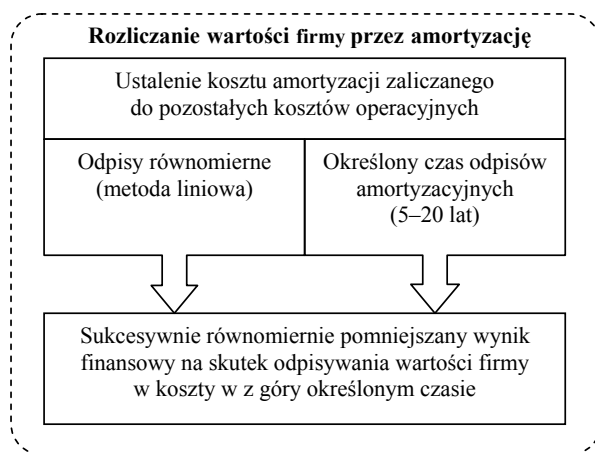 Rozliczanie wartości firmy przez amortyzację
Ustalenie kosztu amortyzacji zaliczanego
do pozostałych kosztów operacyjnych
Odpisy równomierne
(metoda liniowa)
Określony czas odpisów
amortyzacyjnych
(5–20 lat)
Sukcesywnie równomiernie pomniejszany wynik
finansowy na skutek odpisywania wartości firmy
w koszty w z góry określonym czasie